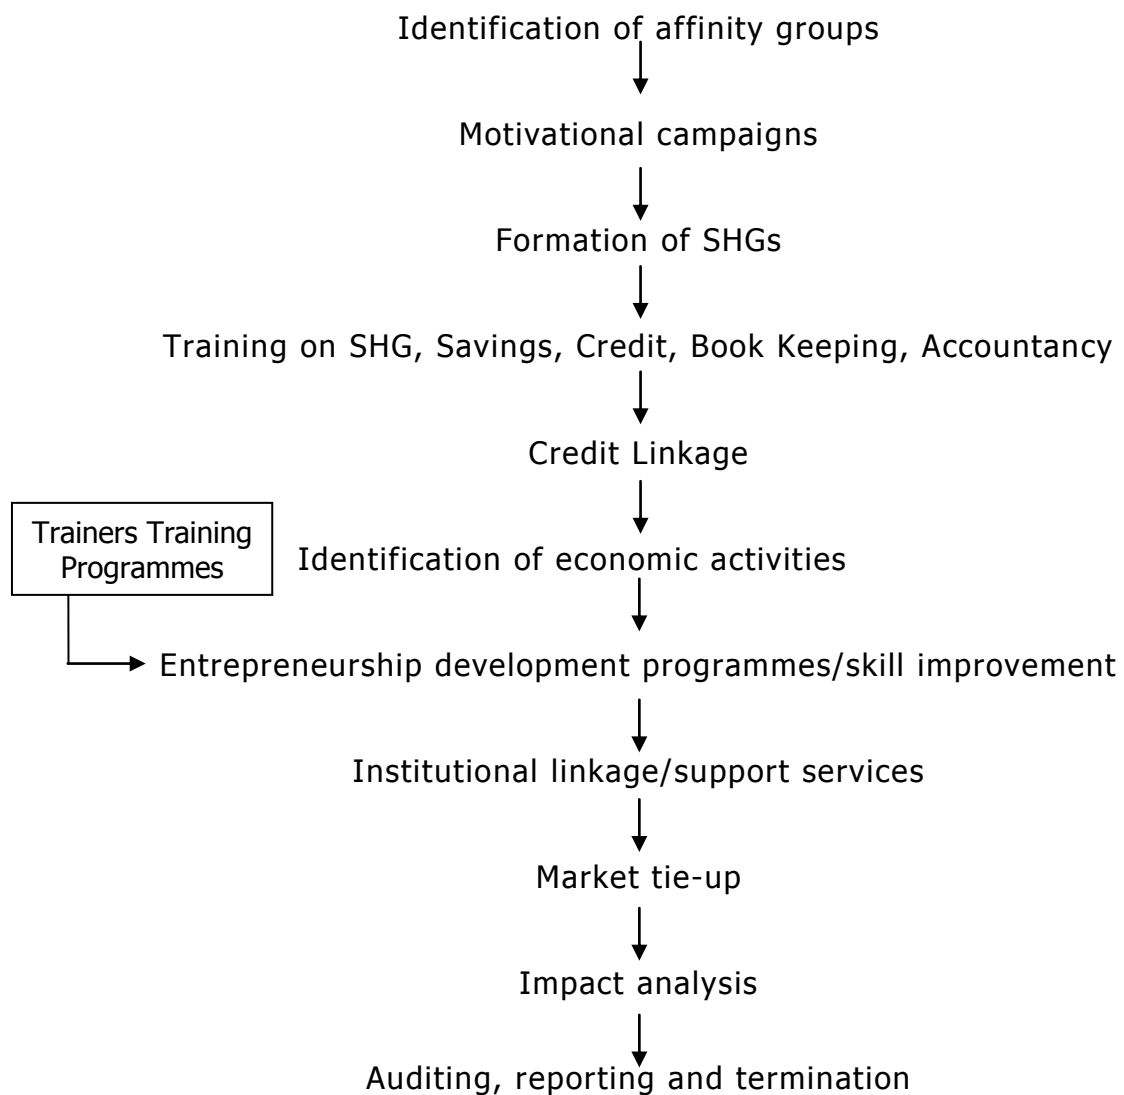 Identification of affinity groups
Motivational campaigns
Formation of SHGs
Training on SHG, Savings, Credit, Book Keeping, Accountancy
Credit Linkage
Trainers Training
Programmes
Identification of economic activities
Entrepreneurship development programmes/skill improvement
Institutional linkage/support services
Market tie-up
Impact analysis
Auditing, reporting and termination